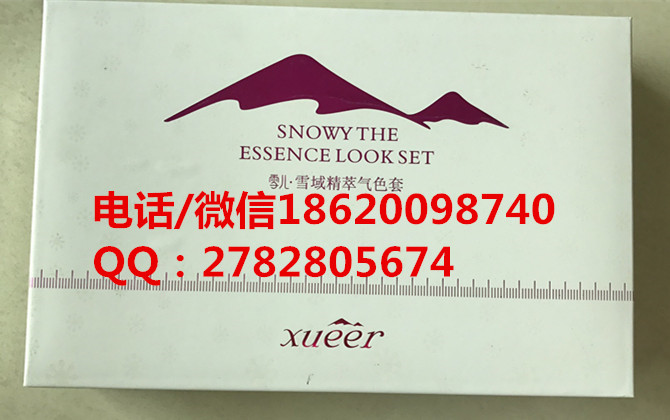 SNOWY THE
ESSENCE LOOK SET
雪儿·雪域精萃气色套
电话/微信18620098740
QQ：2782805674
xueer